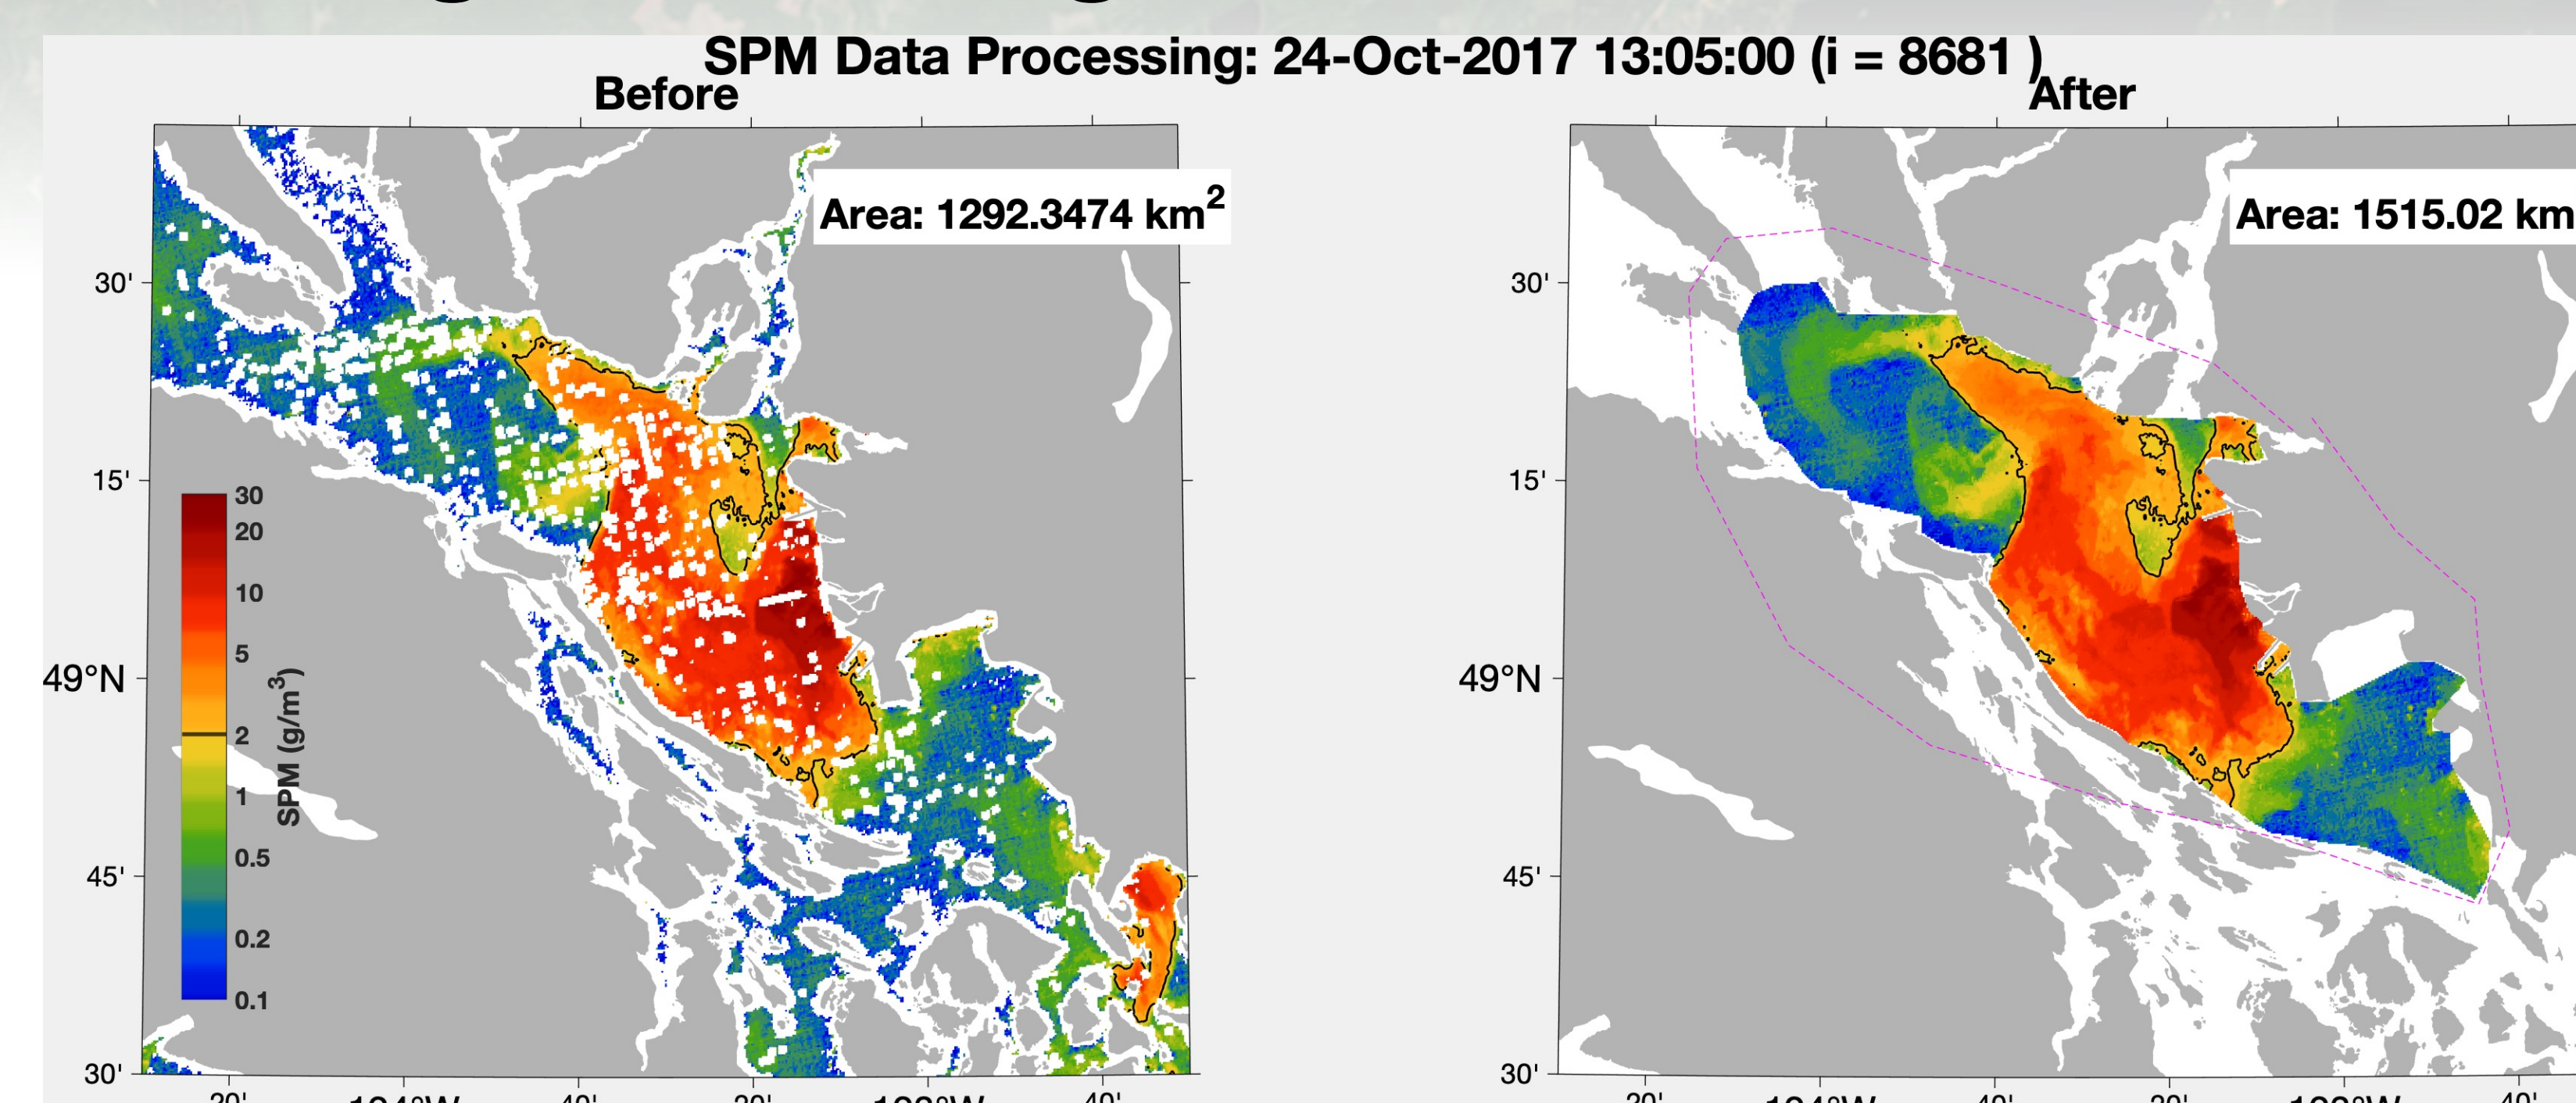 SPM Data Processing: 24-Oct-2017 13:05:00 (i = 8681 )
Before
After
Area: 1292.3474 km²
Area: 1515.02 km
30'
15'
49°N
45'
30'
30
20
10
5
2
1
0.5
0.2
0.1
SPM (g/m³)
30'
15'
49°N
45'
30'